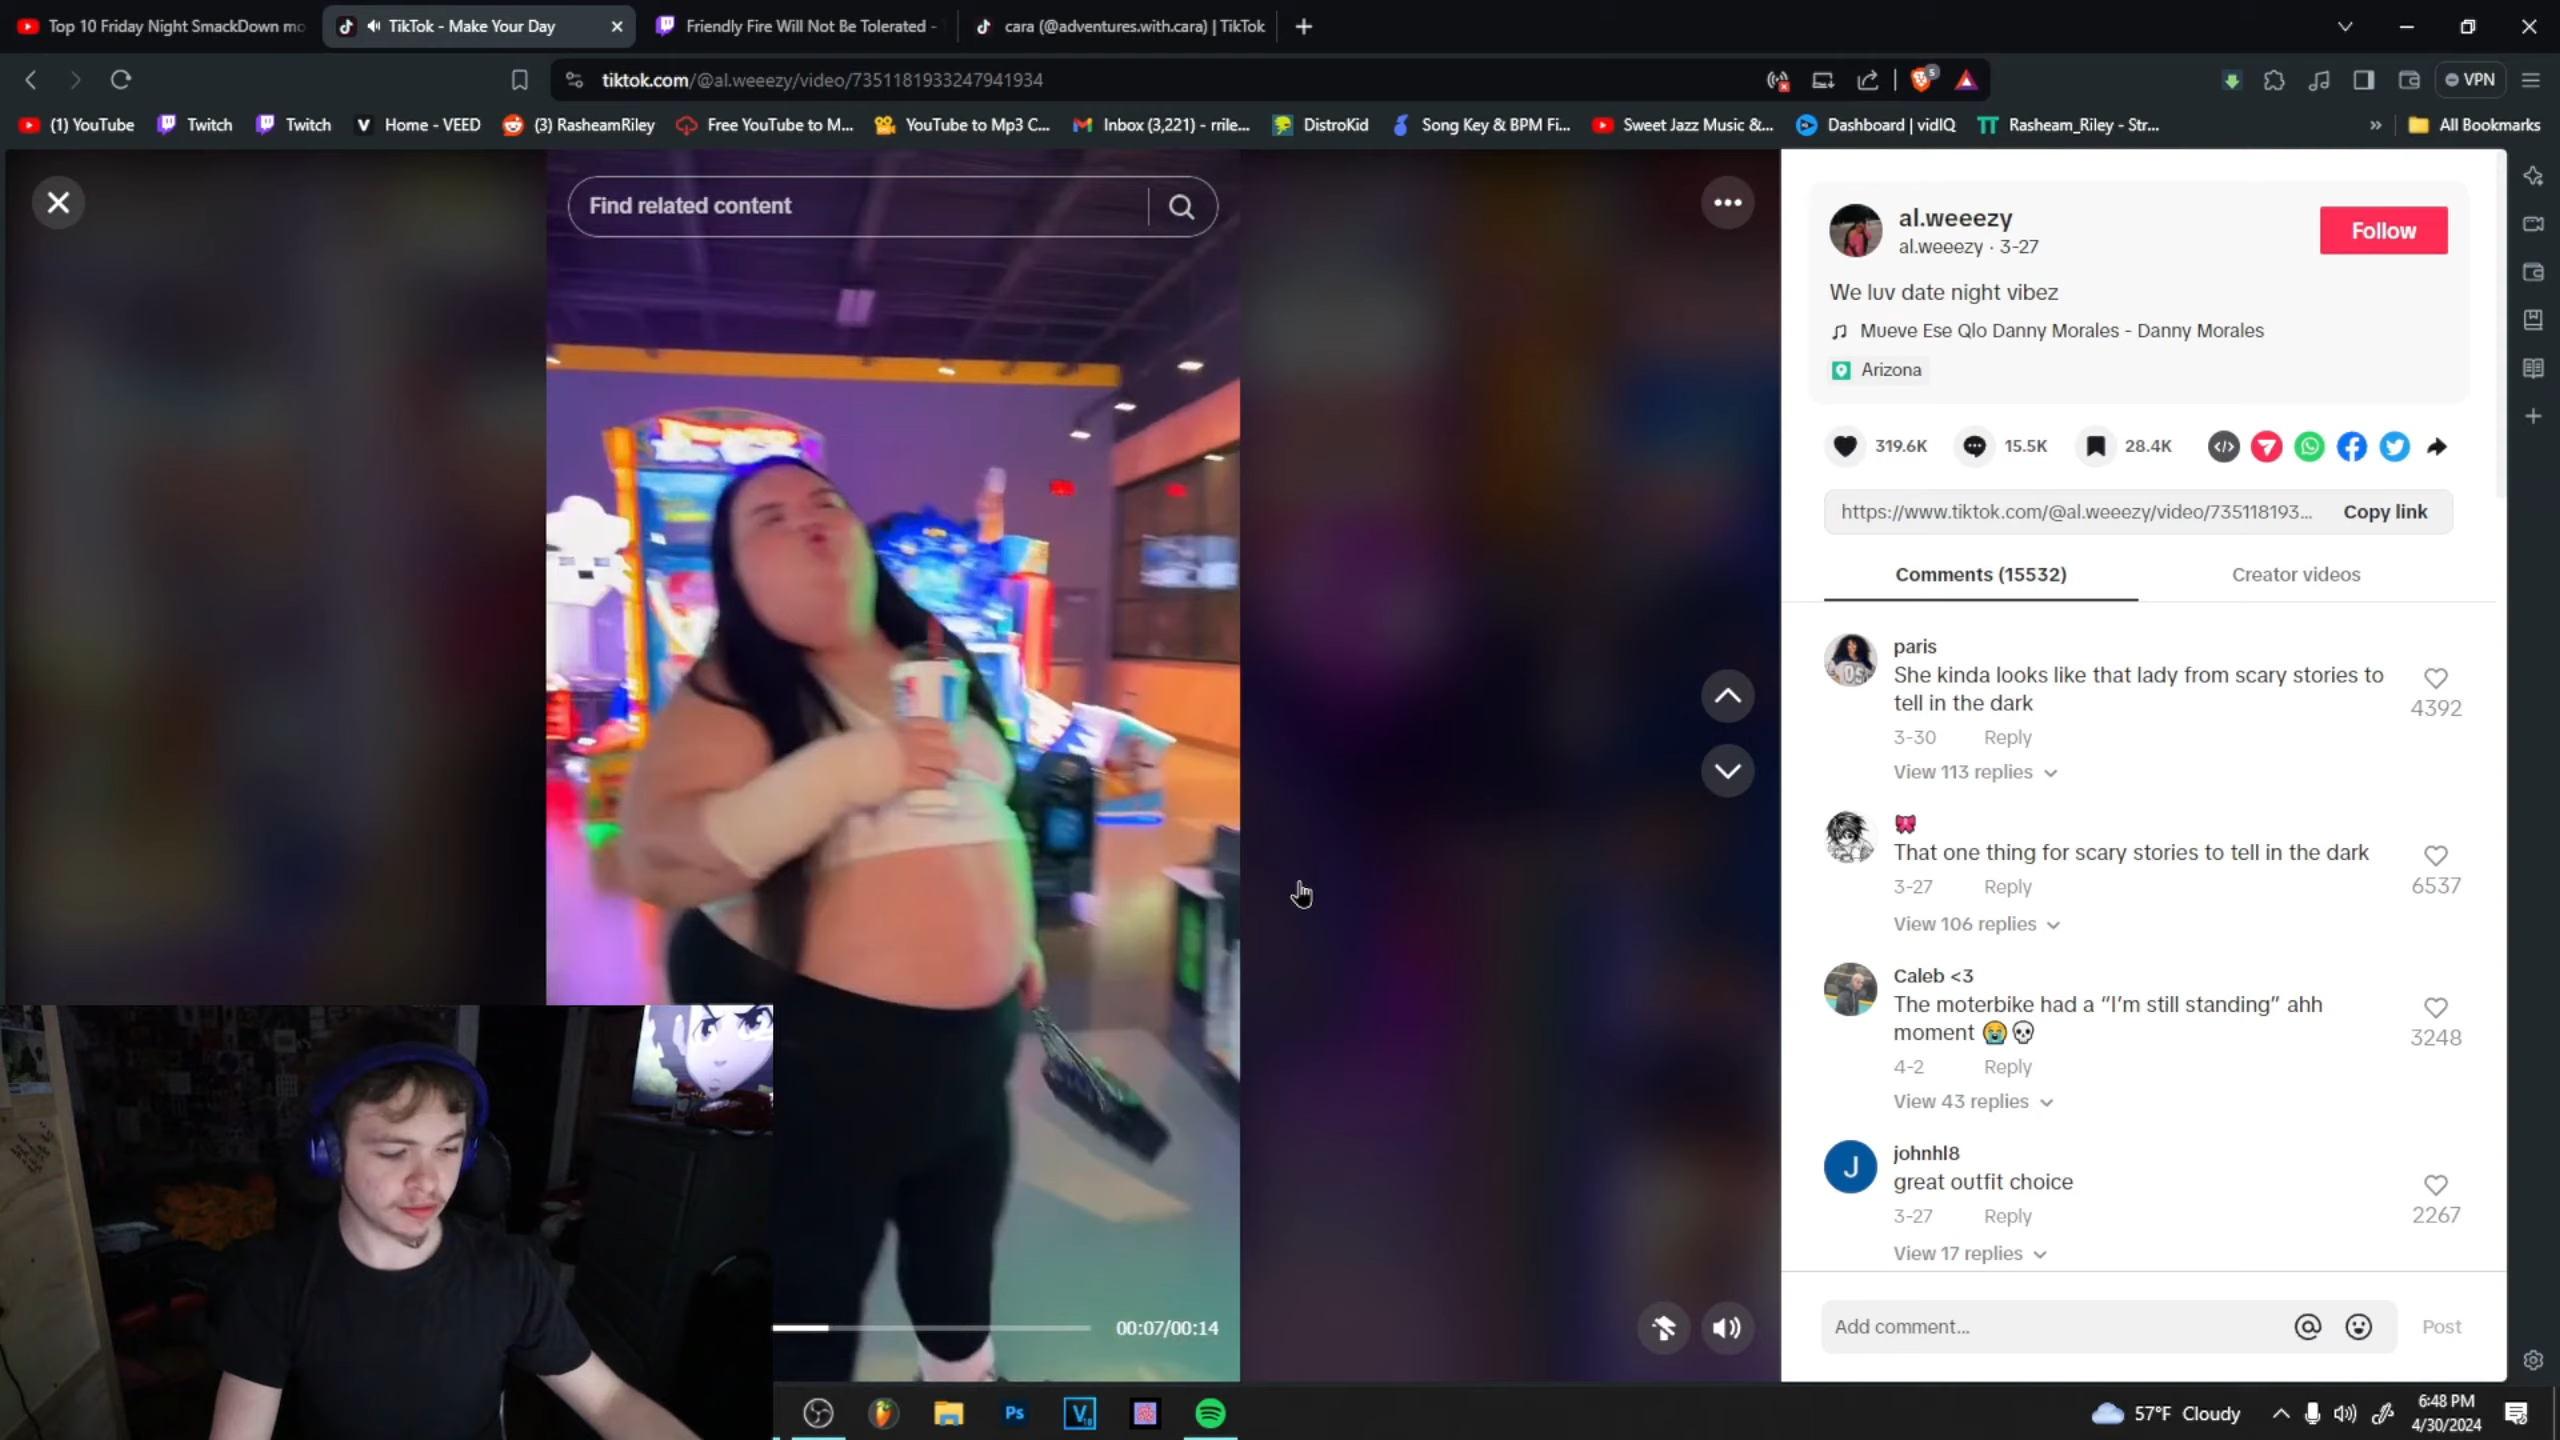 Top 10 Friday Night SmackDown mo
TikTok - Make Your Day
Friendly Fire Will Not Be Tolerated -
cara (@adventures.with.cara) | TikTok
tiktok.com/@al.weeezy/video/7351181933247941934
5
VPN
(1) YouTube
Twitch
Twitch
Home - VEED
(3) RasheamRiley
Free YouTube to M...
YouTube to Mp3 C...
Inbox (3,221) - rrile...
DistroKid
Song Key & BPM Fi...
Sweet Jazz Music &...
Dashboard | vidIQ
Rasheam_Riley - Str...
All Bookmarks
Find related content
al.weeezy
al.weeezy · 3-27
Follow
We luv date night vibez
Mueve Ese Qlo Danny Morales - Danny Morales
Arizona
319.6K
15.5K
28.4K
https://www.tiktok.com/@al.weeezy/video/735118193...
Copy link
Comments (15532)
Creator videos
paris
She kinda looks like that lady from scary stories to
tell in the dark
4392
3-30 Reply
View 113 replies
🎀
That one thing for scary stories to tell in the dark
6537
3-27 Reply
View 106 replies
Caleb <3
The moterbike had a “I’m still standing” ahh
moment 😭💀
3248
4-2 Reply
View 43 replies
J
johnhl8
great outfit choice
2267
3-27 Reply
View 17 replies
00:07/00:14
Add comment...
Post
Ps
V
57°F Cloudy
6:48 PM
4/30/2024